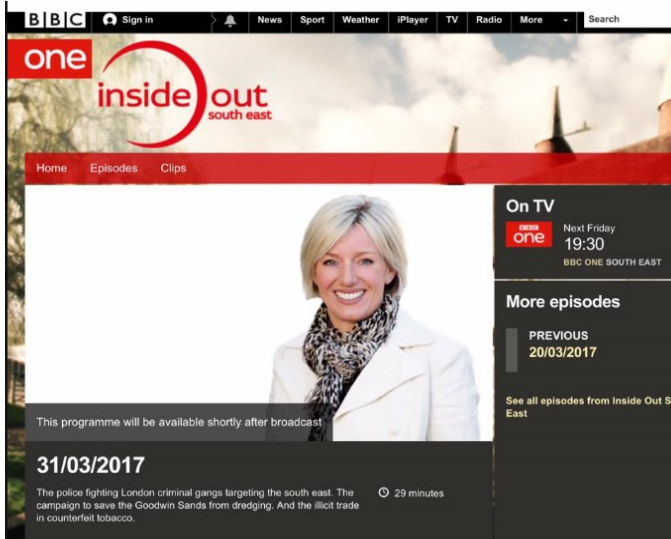 BBC Sign in News Sport Weather iPlayer TV Radio More Search
one
inside out
south east
Home Episodes Clips
This programme will be available shortly after broadcast
31/03/2017
The police fighting London criminal gangs targeting the south east. The
campaign to save the Goodwin Sands from dredging. And the illicit trade
in counterfeit tobacco.
29 minutes
On TV
BBC
one
Next Friday
19:30
BBC ONE SOUTH EAST
More episodes
PREVIOUS
20/03/2017
See all episodes from Inside Out S
East